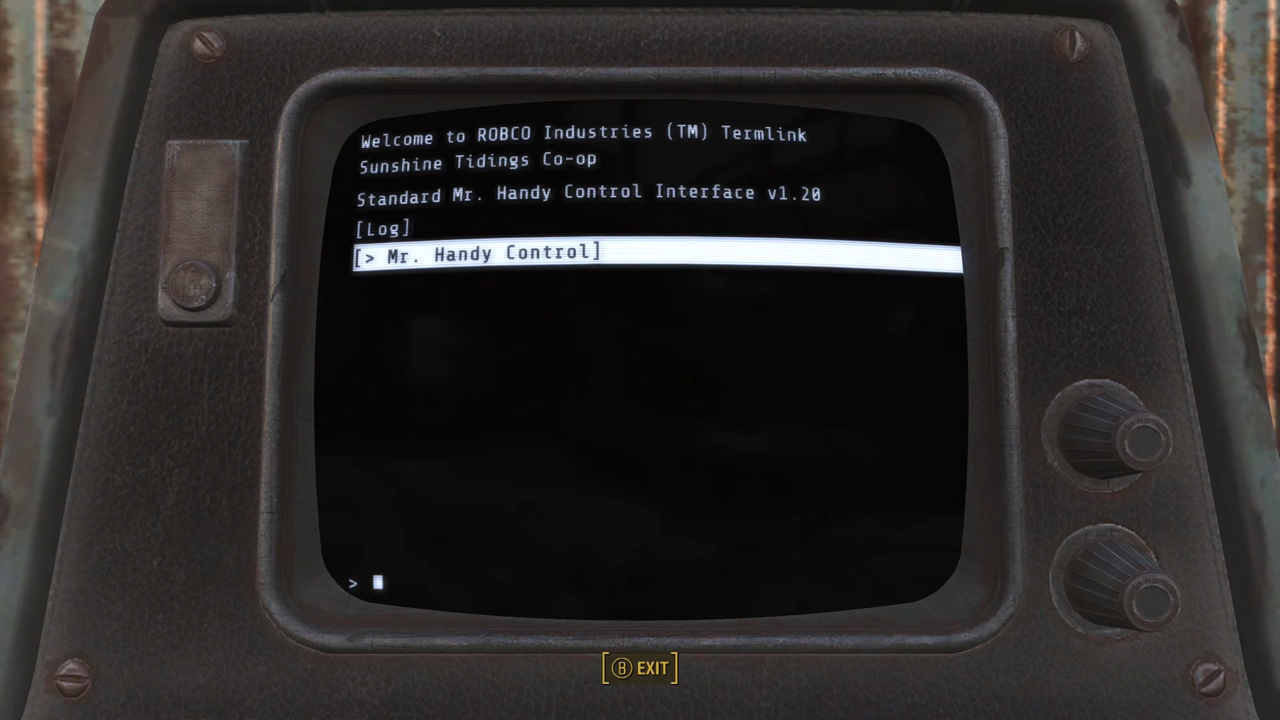 Welcome to ROBCO Industries (TM) Termlink
Sunshine Tidings Co-op
Standard Mr. Handy Control Interface v1.20
[Log]
[> Mr. Handy Control]
>
[Ⓑ EXIT]